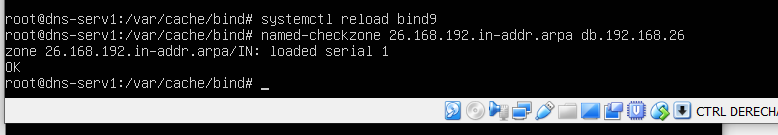 root@dns-serv1:/var/cache/bind# systemctl reload bind9
root@dns-serv1:/var/cache/bind# named-checkzone 26.168.192.in-addr.arpa db.192.168.26
zone 26.168.192.in-addr.arpa/IN: loaded serial 1
OK
root@dns-serv1:/var/cache/bind# _
CTRL DERECHA